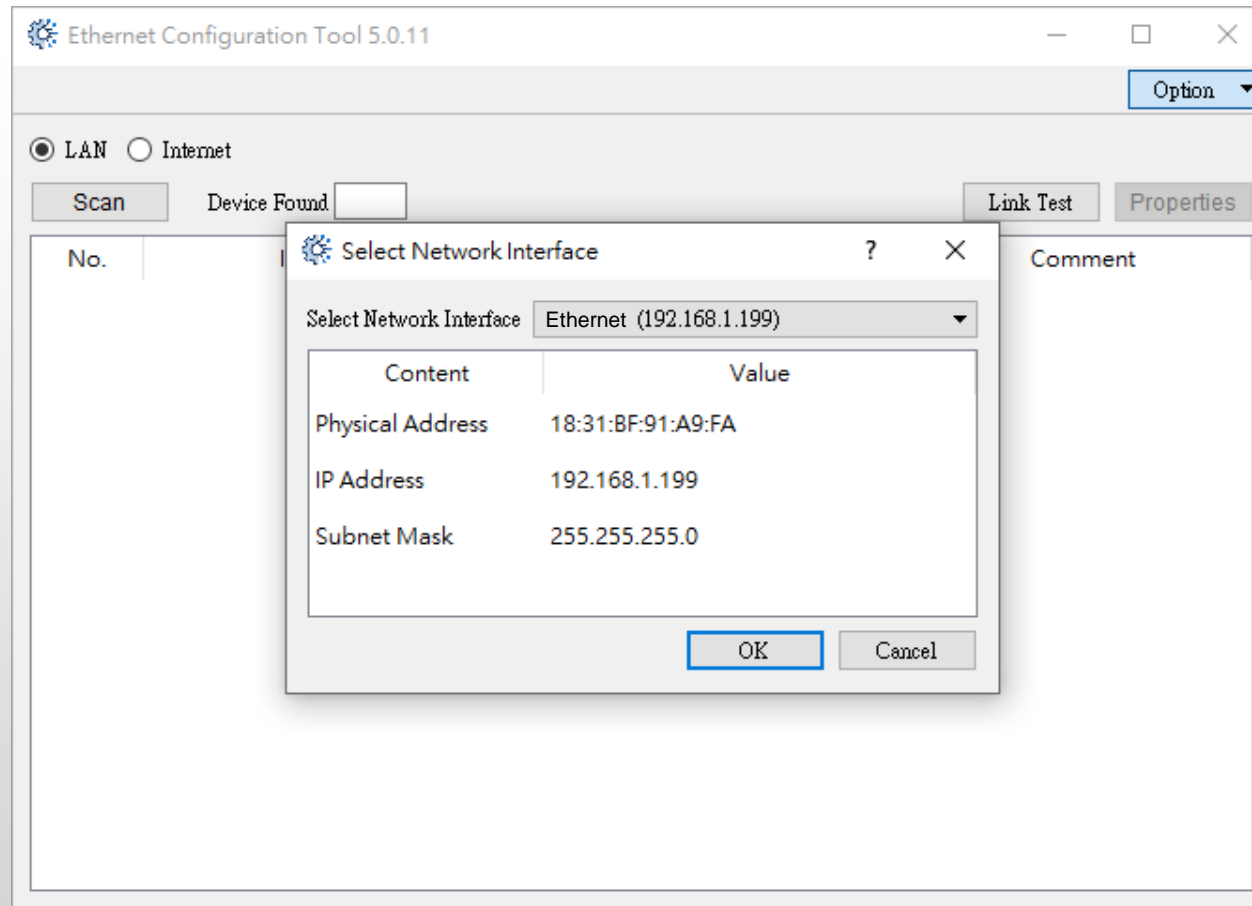 Ethernet Configuration Tool 5.0.11
Option
LAN Internet
Scan Device Found Link Test Properties
No. Comment
Select Network Interface ?
Select Network Interface Ethernet (192.168.1.199)
Content Value
Physical Address 18:31:BF:91:A9:FA
IP Address 192.168.1.199
Subnet Mask 255.255.255.0
OK Cancel